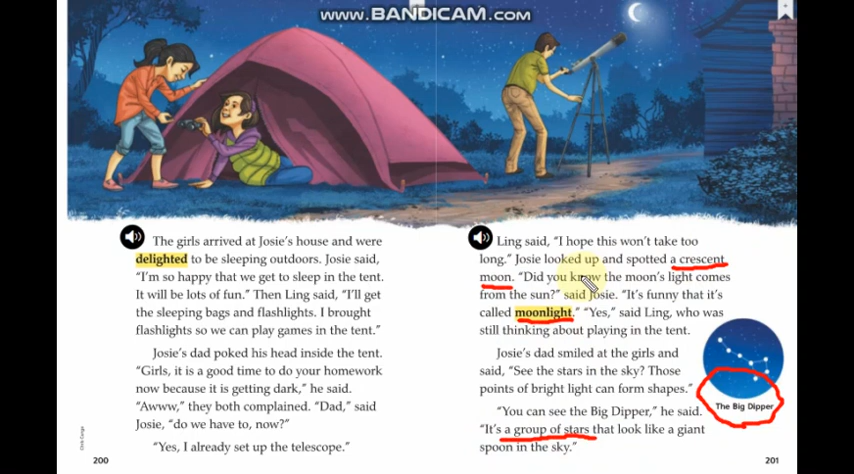 www.BANDICAM.com
The girls arrived at Josie's house and were
delighted to be sleeping outdoors. Josie said,
"I'm so happy that we get to sleep in the tent.
It will be lots of fun." Then Ling said, "I'll get
the sleeping bags and flashlights. I brought
flashlights so we can play games in the tent."
Josie's dad poked his head inside the tent.
"Girls, it is a good time to do your homework
now because it is getting dark," he said.
"Awww," they both complained. "Dad," said
Josie, "do we have to, now?"
"Yes, I already set up the telescope."
200
Ling said, "I hope this won't take too
long." Josie looked up and spotted a crescent
moon. "Did you know the moon's light comes
from the sun?" said Josie. "It's funny that it's
called moonlight." "Yes," said Ling, who was
still thinking about playing in the tent.
Josie's dad smiled at the girls and
said, "See the stars in the sky? Those
points of bright light can form shapes."
"You can see the Big Dipper," he said.
"It's a group of stars that look like a giant
spoon in the sky."
The Big Dipper
201